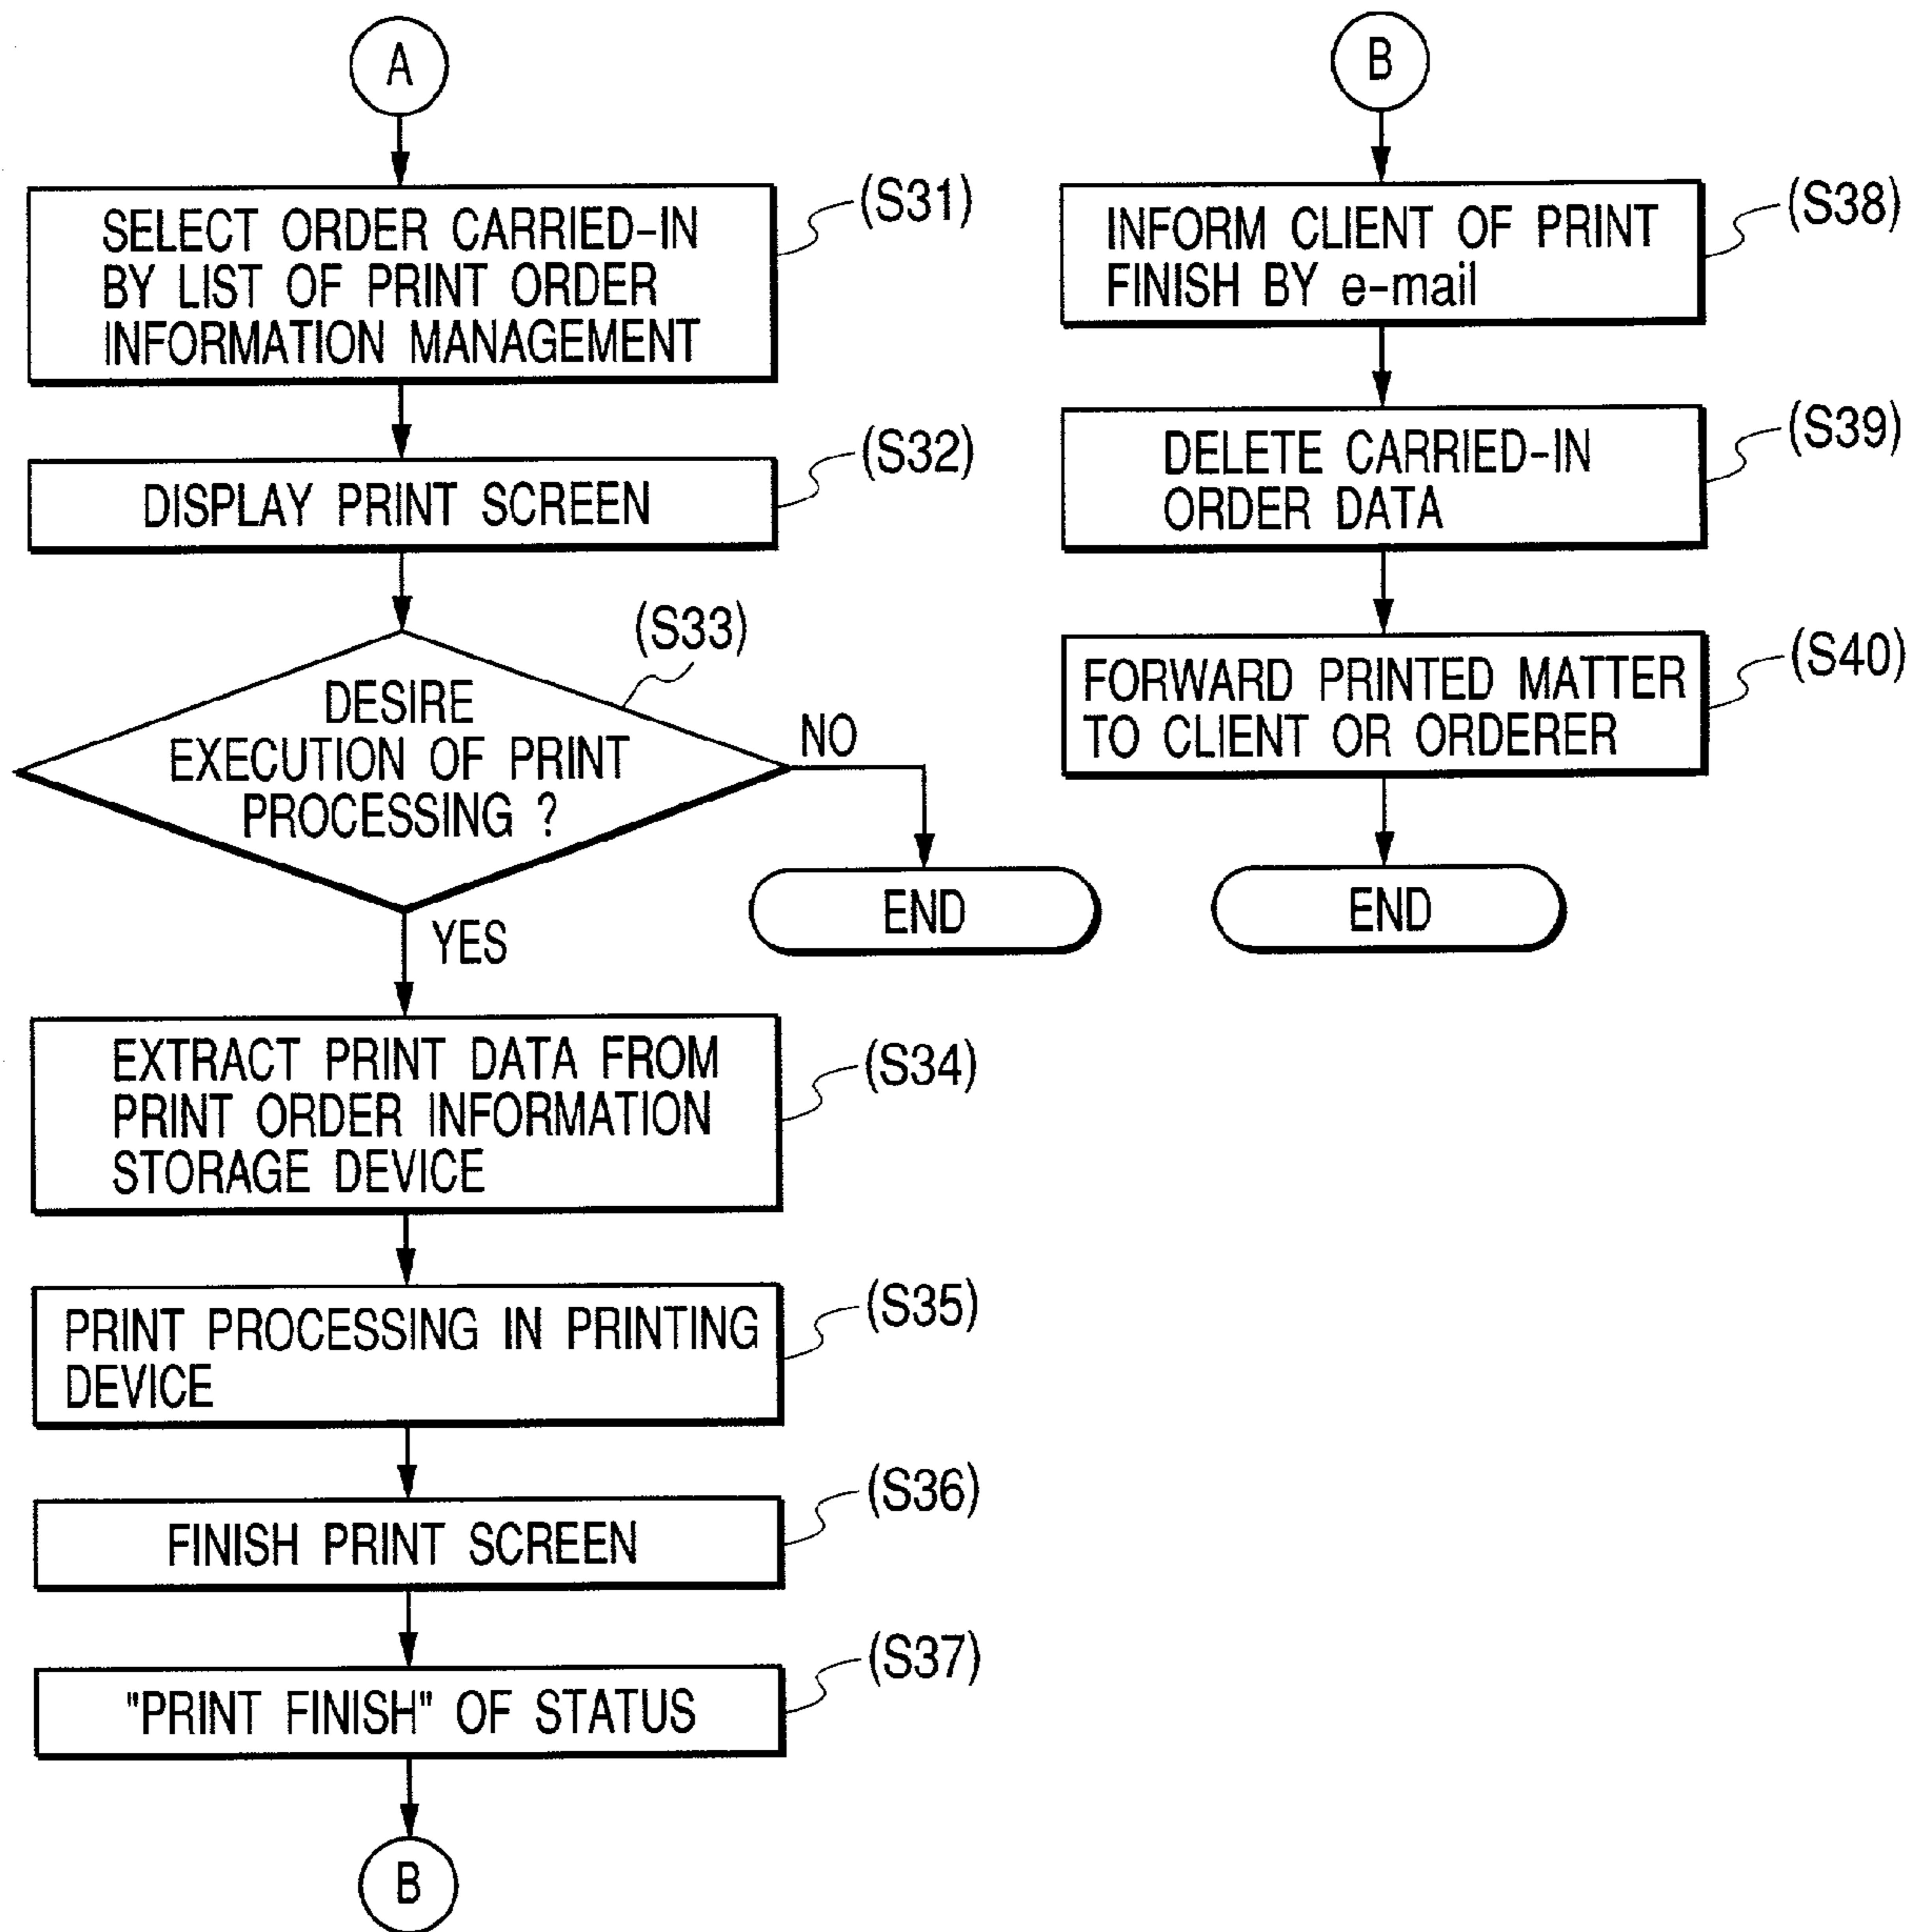 A
SELECT ORDER CARRIED-IN
BY LIST OF PRINT ORDER
INFORMATION MANAGEMENT
(S31)
DISPLAY PRINT SCREEN
(S32)
(S33)
DESIRE
EXECUTION OF PRINT
PROCESSING ?
NO
END
YES
EXTRACT PRINT DATA FROM
PRINT ORDER INFORMATION
STORAGE DEVICE
(S34)
PRINT PROCESSING IN PRINTING
DEVICE
(S35)
FINISH PRINT SCREEN
(S36)
"PRINT FINISH" OF STATUS
(S37)
B
B
INFORM CLIENT OF PRINT
FINISH BY e-mail
(S38)
DELETE CARRIED-IN
ORDER DATA
(S39)
FORWARD PRINTED MATTER
TO CLIENT OR ORDERER
(S40)
END